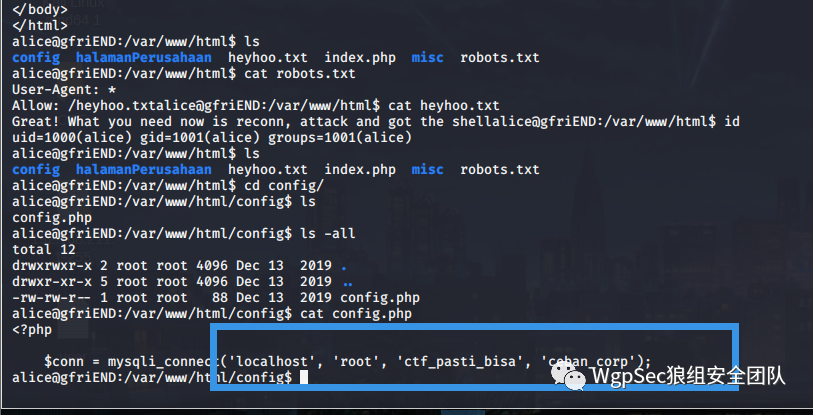 </body>
</html>
alice@gfriEND:/var/www/html$ ls
config  halamanPerusahaan  heyhoo.txt  index.php  misc  robots.txt
alice@gfriEND:/var/www/html$ cat robots.txt
User-Agent: *
Allow: /heyhoo.txtalice@gfriEND:/var/www/html$ cat heyhoo.txt
Great! What you need now is reconn, attack and got the shellalice@gfriEND:/var/www/html$ id
uid=1000(alice) gid=1001(alice) groups=1001(alice)
alice@gfriEND:/var/www/html$ ls
config  halamanPerusahaan  heyhoo.txt  index.php  misc  robots.txt
alice@gfriEND:/var/www/html$ cd config/
alice@gfriEND:/var/www/html/config$ ls
config.php
alice@gfriEND:/var/www/html/config$ ls -all
total 12
drwxrwxr-x 2 root root 4096 Dec 13  2019 .
drwxr-xr-x 5 root root 4096 Dec 13  2019 ..
-rw-rw-r-- 1 root root   88 Dec 13  2019 config.php
alice@gfriEND:/var/www/html/config$ cat config.php
<?php
$conn = mysqli_connect('localhost', 'root', 'ctf_pasti_bisa', 'ceban_corp');
alice@gfriEND:/var/www/html/config$
WgpSec狼组安全团队